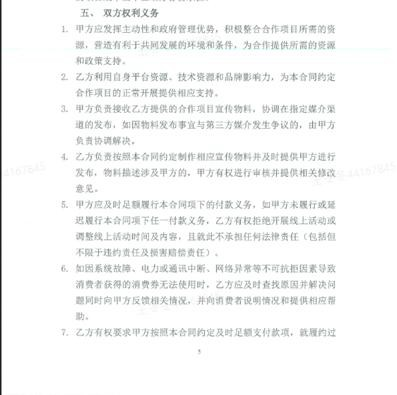 五、 双方权利义务
1. 甲方应发挥主动性和政府管理优势，积极整合合作项目所需的资
源，营造有利于共同发展的环境和条件，为合作提供所需的资源
和政策支持。
2. 乙方利用自身平台资源、技术资源和品牌影响力，为本合同约定
合作项目的正常开展提供相应支持。
3. 甲方负责接收乙方提供的合作项目宣传物料，协调在指定媒介渠
道的发布，如因物料发布事宜与第三方媒介发生争议的，由甲方
负责协调解决。
4. 乙方负责按照本合同约定制作相应宣传物料并及时提供甲方进行
发布，物料描述涉及甲方的，甲方有权进行审核并提供相关修改
意见。
5. 甲方应及时足额履行本合同项下的付款义务，如甲方未履行或延
迟履行本合同项下任一付款义务，乙方有权拒绝开展线上活动或
调整线上活动时间及内容，且就此不承担任何法律责任（包括但
不限于违约责任及损害赔偿责任）。
6. 如因系统故障、电力或通讯中断、网络异常等不可抗拒因素导致
消费者获得的消费券无法使用时，乙方应及时查找原因并解决问
题同时向甲方反馈相关情况，并向消费者说明情况和提供相应帮
助。
7. 乙方有权要求甲方按照本合同约定及时足额支付款项，就履约过
5